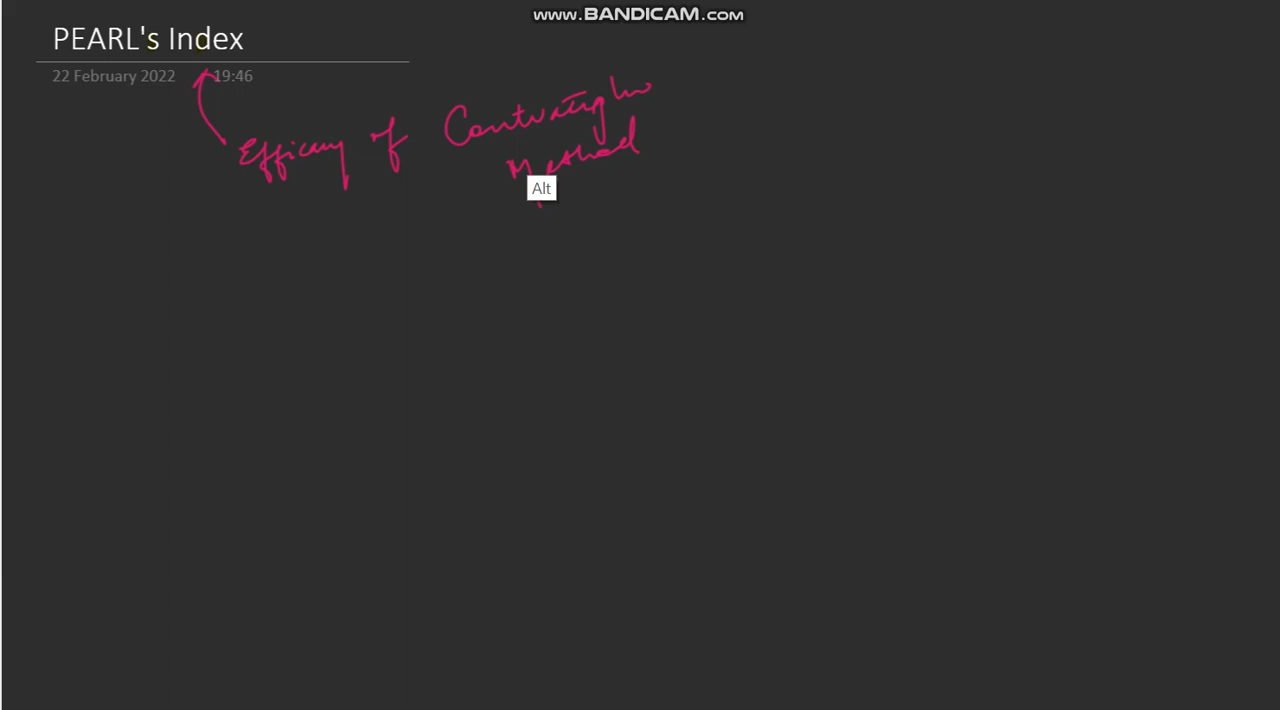 www.BANDICAM.com
PEARL's Index
22 February 2022 19:46
Efficacy of Contraceptive
Method
Alt